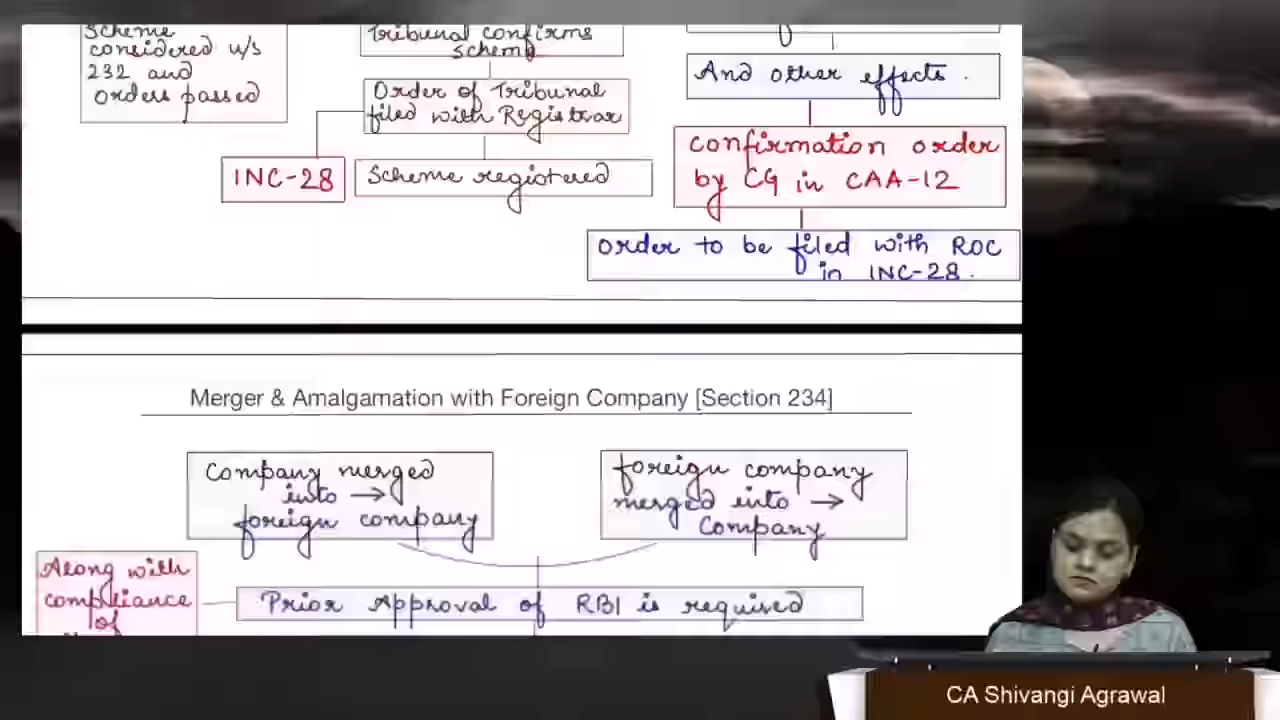 Scheme
considered u/s
232 and
orders passed
Tribunal confirms
scheme
Order of Tribunal
filed with Registrar
INC-28
Scheme registered
And other effects.
confirmation order
by CG in CAA-12
order to be filed with ROC
in INC-28.
Merger & Amalgamation with Foreign Company [Section 234]
Company merged
into →
foreign company
foreign company
merged into →
Company
Along with
compliance
of
Prior Approval of RBI is required
CA Shivangi Agrawal